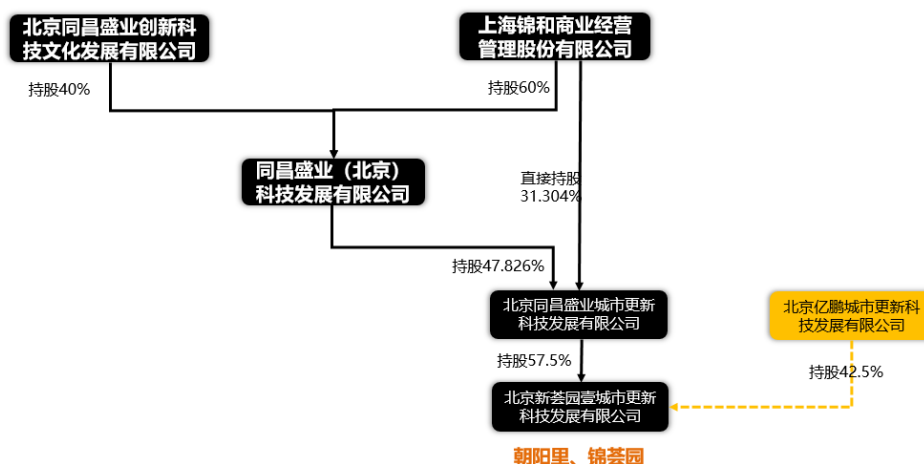 北京同昌盛业创新科
技文化发展有限公司
上海锦和商业经营
管理股份有限公司
持股40%
持股60%
同昌盛业（北京）
科技发展有限公司
直接持股
31.304%
持股47.826%
北京同昌盛业城市更新
科技发展有限公司
北京亿鹏城市更新科
技发展有限公司
持股57.5%
持股42.5%
北京新荟园壹城市更新
科技发展有限公司
朝阳里、锦荟园